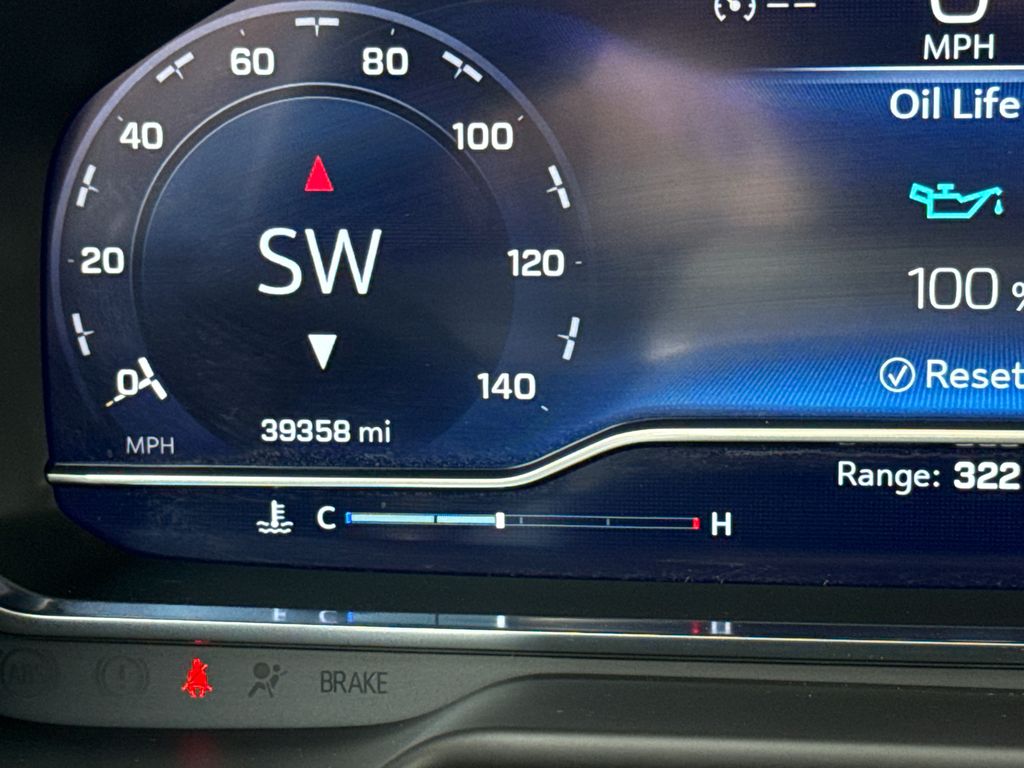 60 80
MPH
40 100
Oil Life
SW
20 120
100 %
0 140
Reset
39358 mi
MPH
Range: 322
C H
BRAKE